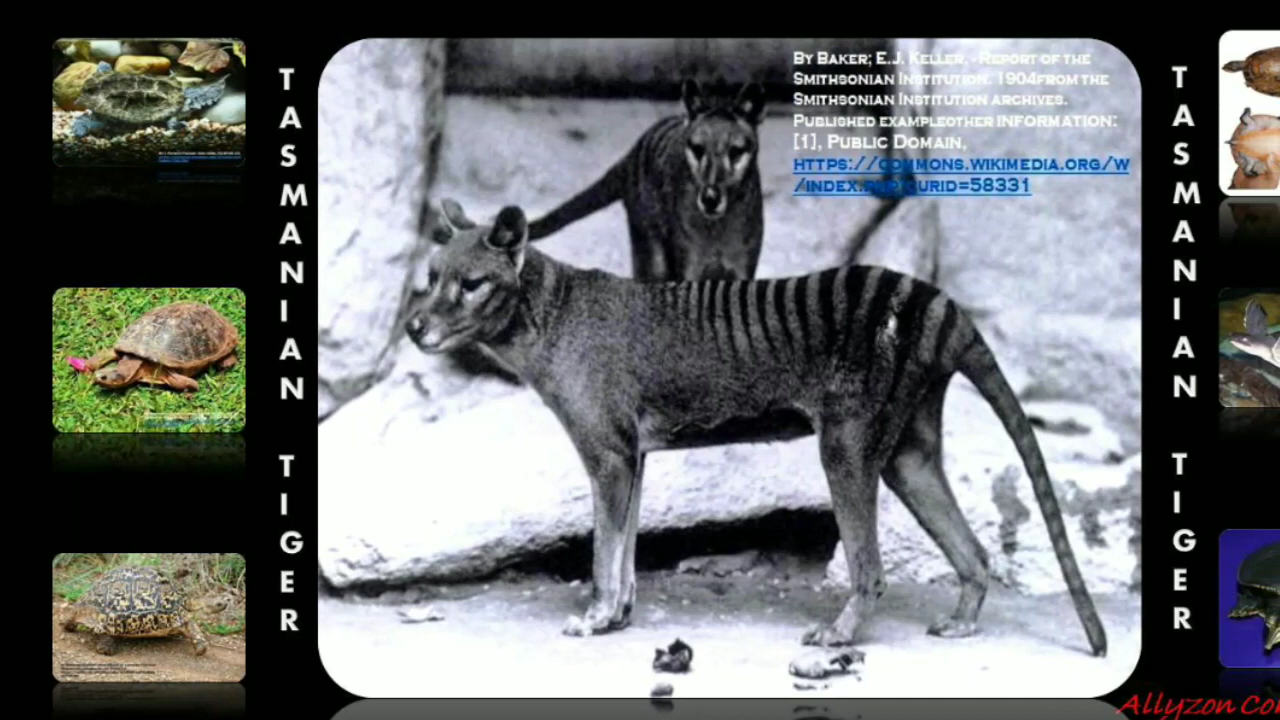 TASMANIAN TIGER
BY BAKER; E.J. KELLER. - REPORT OF THE
SMITHSONIAN INSTITUTION. 1904FROM THE
SMITHSONIAN INSTITUTION ARCHIVES.
PUBLISHED EXAMPLEOTHER INFORMATION:
[1], PUBLIC DOMAIN,
HTTPS://COMMONS.WIKIMEDIA.ORG/W
/INDEX.PHP?CURID=58331
TASMANIAN TIGER
Allyzon Co